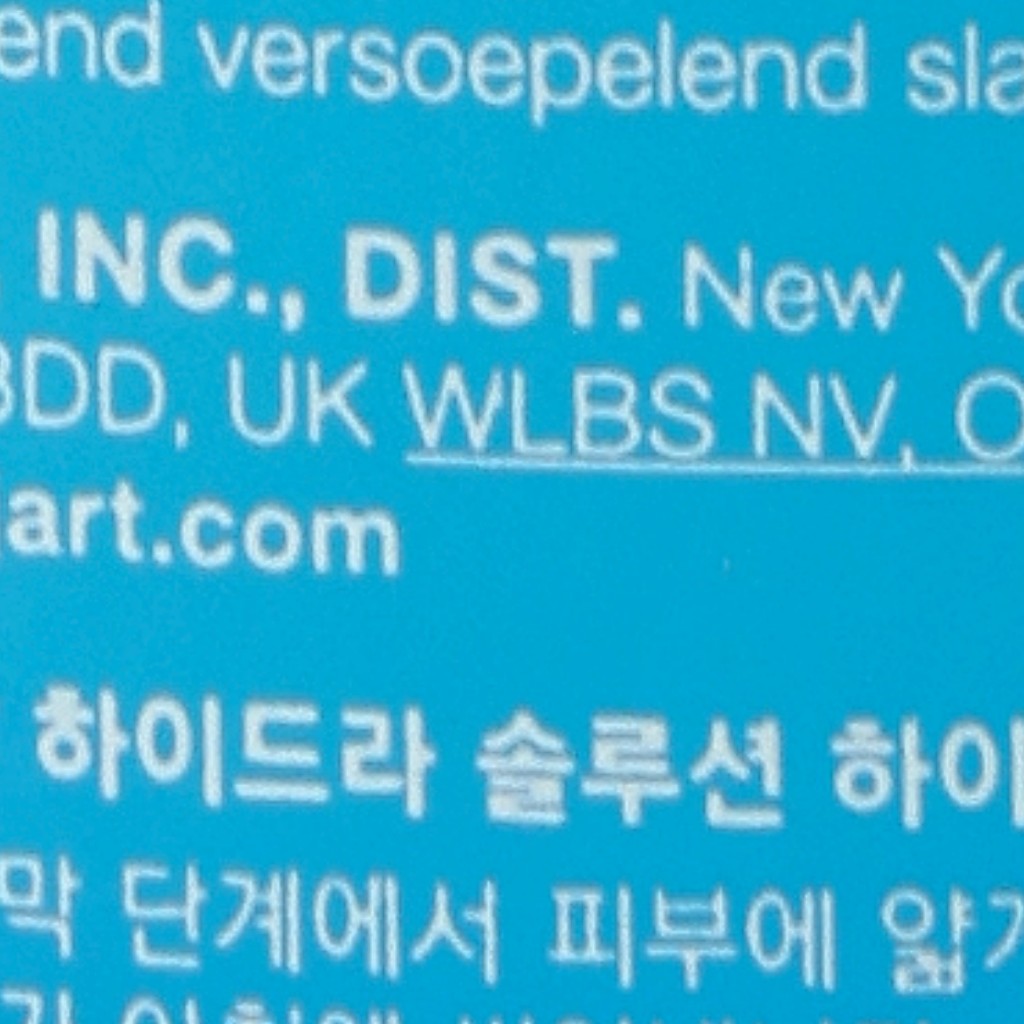 end versoepelend sla
INC., DIST. New Yo
BDD, UK WLBS NV, O
art.com
하이드라 솔루션 하이
막 단계에서 피부에 얇게